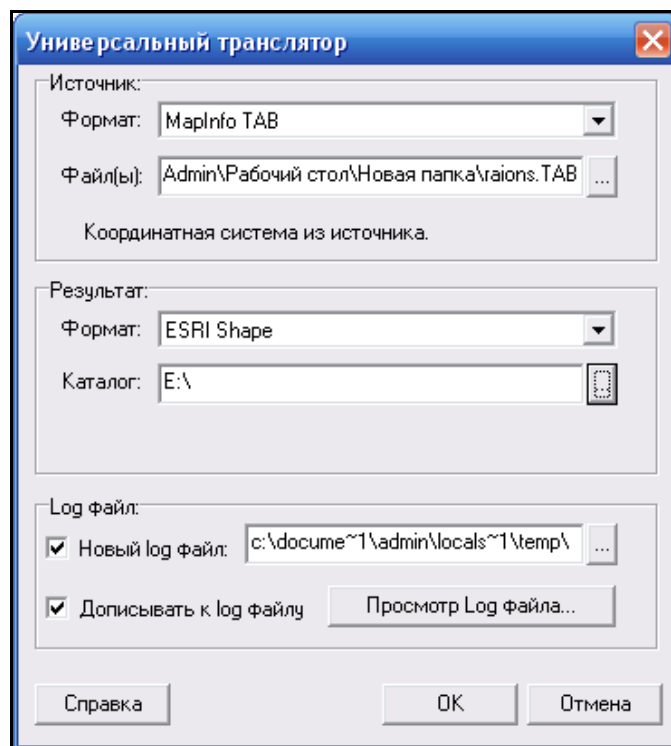 Универсальный транслятор
Источник:
Формат: MapInfo TAB
Файл(ы): Admin\Рабочий стол\Новая папка\raions.TAB ...
Координатная система из источника.
Результат:
Формат: ESRI Shape
Каталог: E:\ ...
Log файл:
Новый log файл: c:\docume~1\admin\locals~1\temp\ ...
Дописывать к log файлу Просмотр Log файла...
Справка OK Отмена